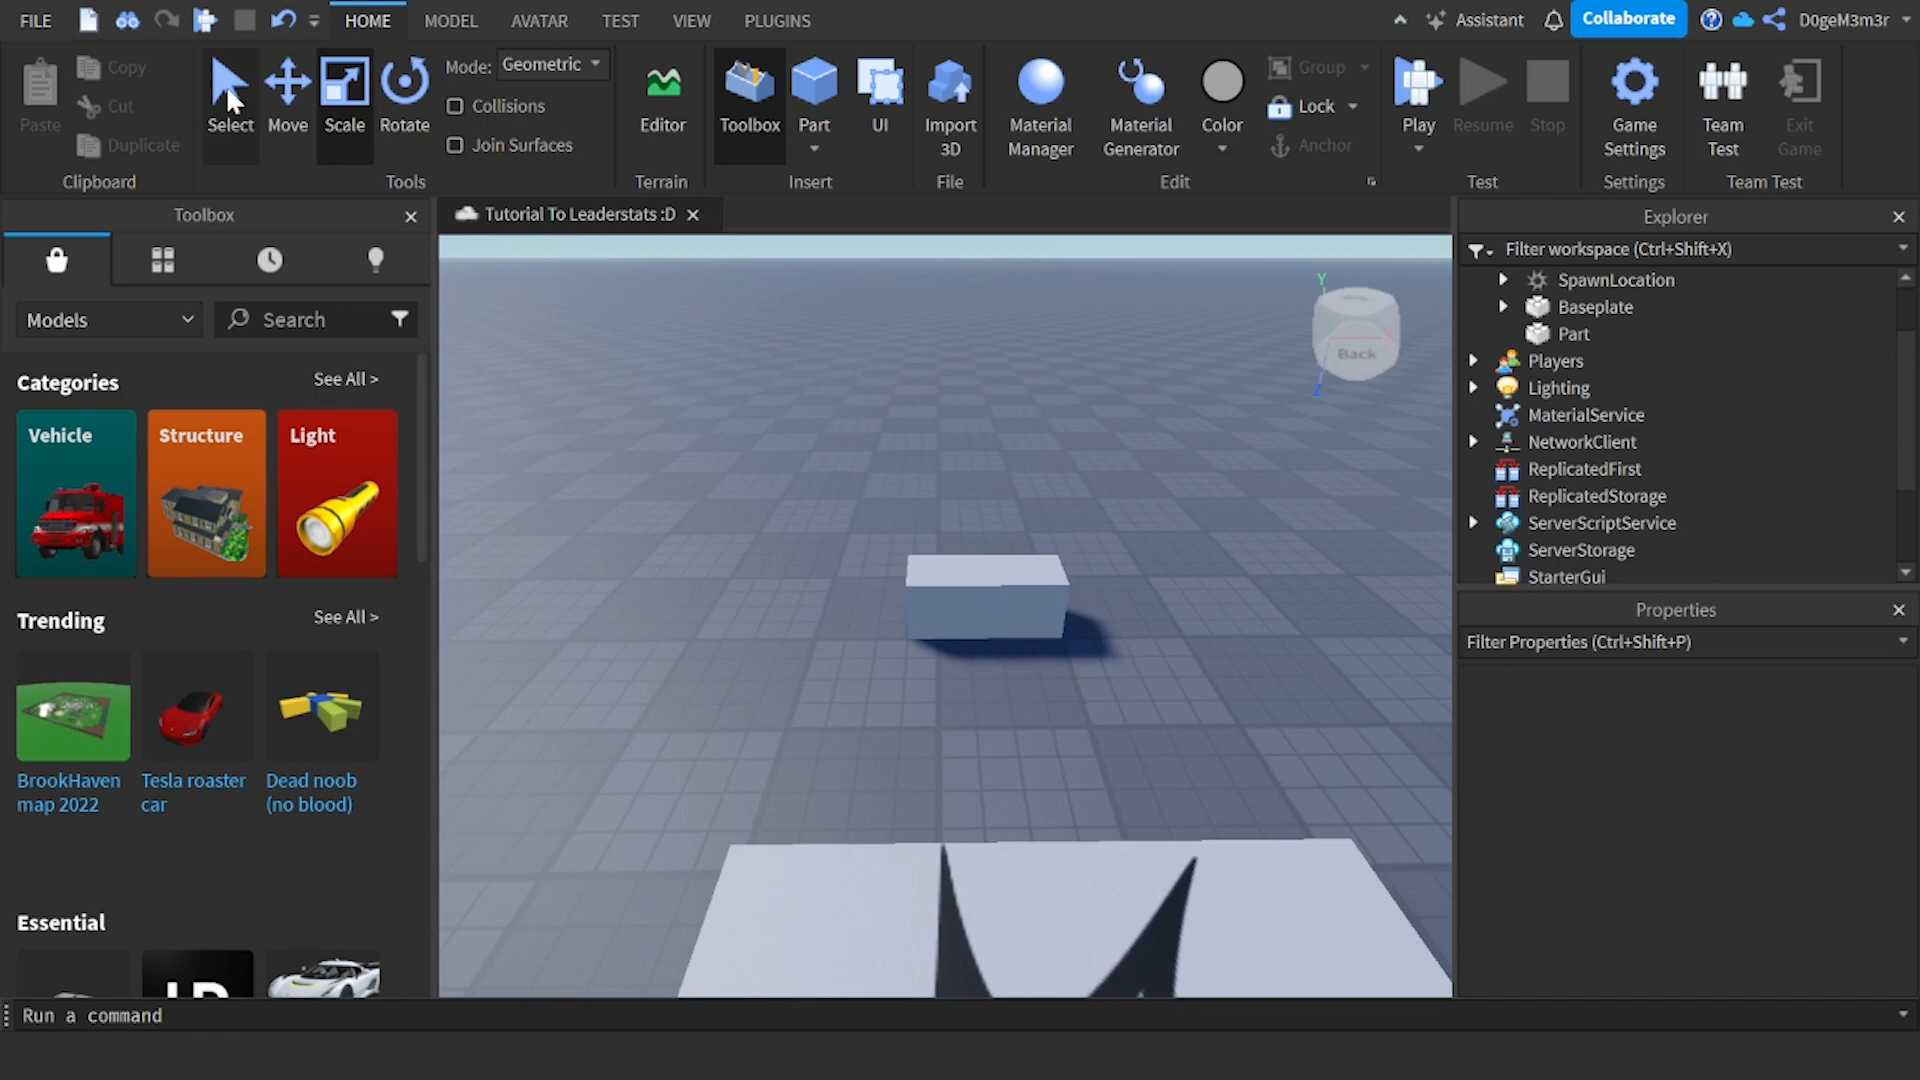 FILE
HOME
MODEL
AVATAR
TEST
VIEW
PLUGINS
Assistant
Collaborate
D0geM3m3r
Paste
Copy
Cut
Duplicate
Clipboard
Select
Move
Scale
Rotate
Mode: Geometric
Collisions
Join Surfaces
Tools
Editor
Terrain
Toolbox
Part
UI
Insert
Import
3D
File
Material
Manager
Material
Generator
Color
Group
Lock
Anchor
Edit
Play
Resume
Stop
Test
Game
Settings
Settings
Team
Test
Exit
Game
Team Test
Toolbox
Models
Search
Categories
See All >
Vehicle
Structure
Light
Trending
See All >
BrookHaven
map 2022
Tesla roaster
car
Dead noob
(no blood)
Essential
Tutorial To Leaderstats :D
Y
Back
Z
Explorer
Filter workspace (Ctrl+Shift+X)
SpawnLocation
Baseplate
Part
Players
Lighting
MaterialService
NetworkClient
ReplicatedFirst
ReplicatedStorage
ServerScriptService
ServerStorage
StarterGui
Properties
Filter Properties (Ctrl+Shift+P)
Run a command